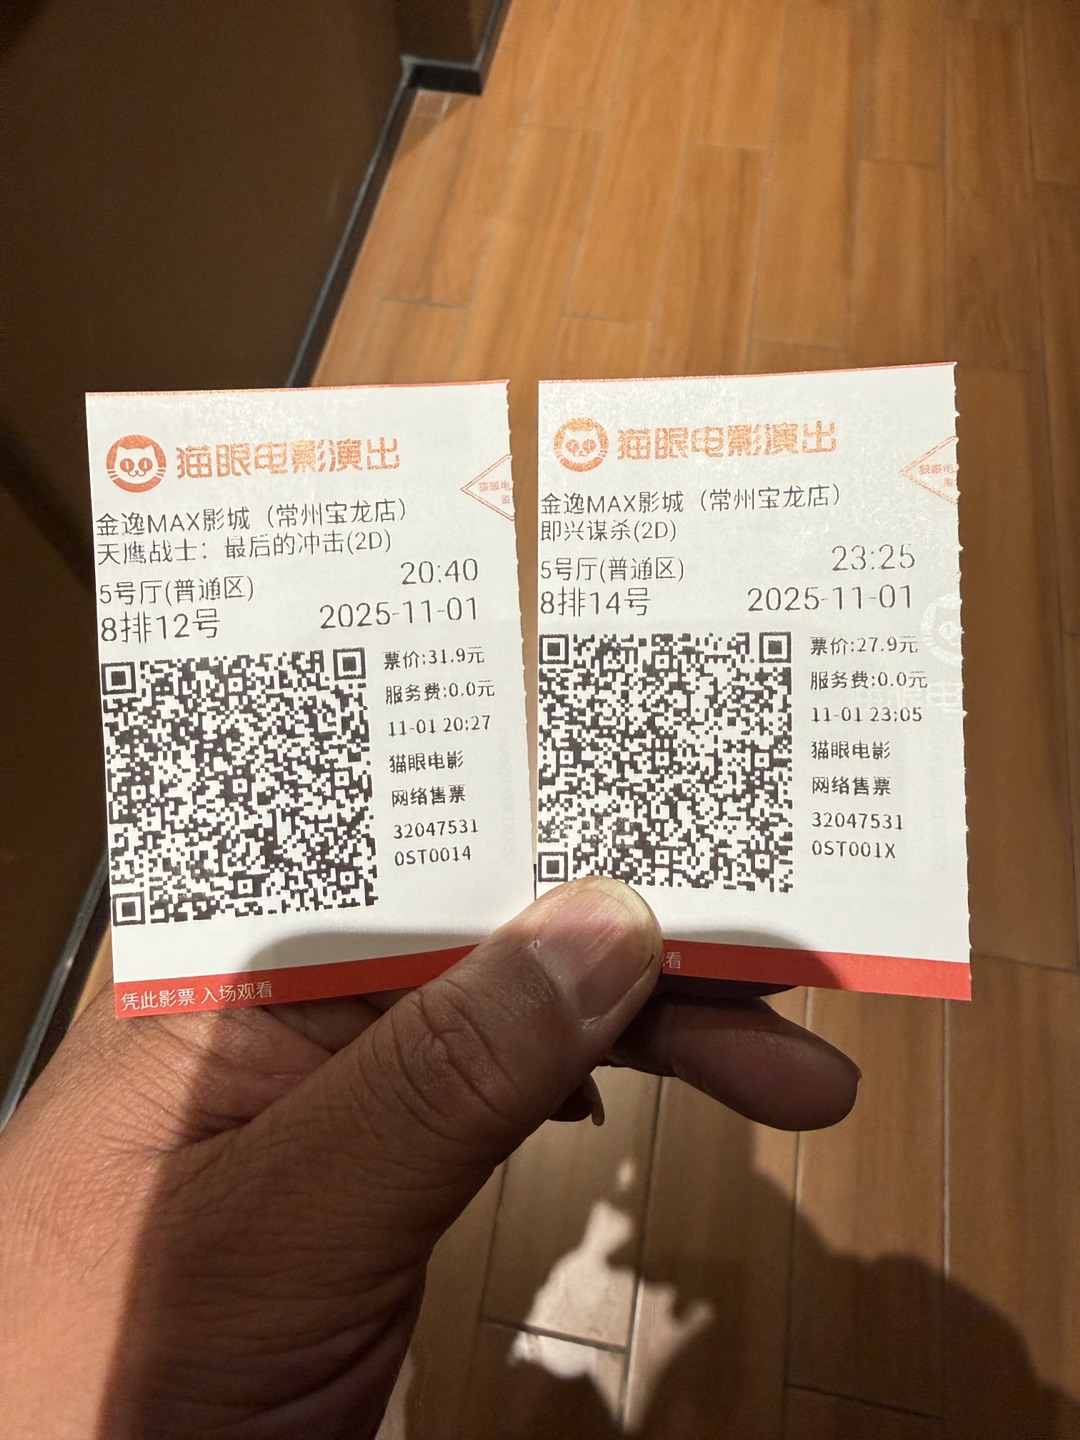 猫眼电影演出
金逸MAX影城（常州宝龙店）
天鹰战士：最后的冲击(2D)
5号厅(普通区) 20:40
8排12号 2025-11-01
票价:31.9元
服务费:0.0元
11-01 20:27
猫眼电影
网络售票
32047531
0ST0014
凭此影票 入场观看
猫眼电影演出
金逸MAX影城（常州宝龙店）
即兴谋杀(2D)
5号厅(普通区) 23:25
8排14号 2025-11-01
票价:27.9元
服务费:0.0元
11-01 23:05
猫眼电影
网络售票
32047531
0ST001X
观看